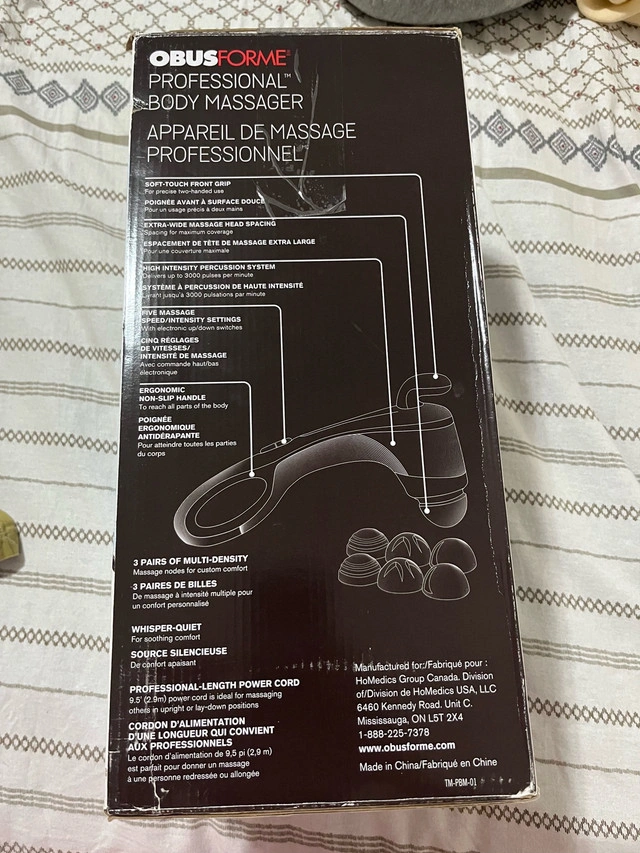 OBUSFORME
PROFESSIONAL™
BODY MASSAGER
APPAREIL DE MASSAGE
PROFESSIONNEL
SOFT-TOUCH FRONT GRIP
For precise two-handed use
POIGNÉE AVANT À SURFACE DOUCE
Pour un usage précis à deux mains
EXTRA-WIDE MASSAGE HEAD SPACING
Spacing for maximum coverage
ESPACEMENT DE TÊTE DE MASSAGE EXTRA LARGE
Pour une couverture maximale
HIGH INTENSITY PERCUSSION SYSTEM
Delivers up to 3000 pulses per minute
SYSTÈME À PERCUSSION DE HAUTE INTENSITÉ
Livrant jusqu'à 3000 pulsations par minute
FIVE MASSAGE
SPEED/INTENSITY SETTINGS
With electronic up/down switches
CINQ RÉGLAGES
DE VITESSES/
INTENSITÉ DE MASSAGE
Avec commande haut/bas
électronique
ERGONOMIC
NON-SLIP HANDLE
To reach all parts of the body
POIGNÉE
ERGONOMIQUE
ANTIDÉRAPANTE
Pour atteindre toutes les parties
du corps
3 PAIRS OF MULTI-DENSITY
Massage nodes for custom comfort
3 PAIRES DE BILLES
De massage à intensité multiple pour
un confort personnalisé
WHISPER-QUIET
For soothing comfort
SOURCE SILENCIEUSE
De confort apaisant
PROFESSIONAL-LENGTH POWER CORD
9.5' (2.9m) power cord is ideal for massaging
others in upright or lay-down positions
CORDON D'ALIMENTATION
D'UNE LONGUEUR QUI CONVIENT
AUX PROFESSIONNELS
Le cordon d'alimentation de 9,5 pi (2,9 m)
est parfait pour donner un massage
à une personne redressée ou allongée
Manufactured for:/Fabriqué pour :
HoMedics Group Canada. Division
of/Division de HoMedics USA, LLC
6460 Kennedy Road. Unit C.
Mississauga, ON L5T 2X4
1-888-225-7378
www.obusforme.com
Made in China/Fabriqué en Chine
TM-PBM-01